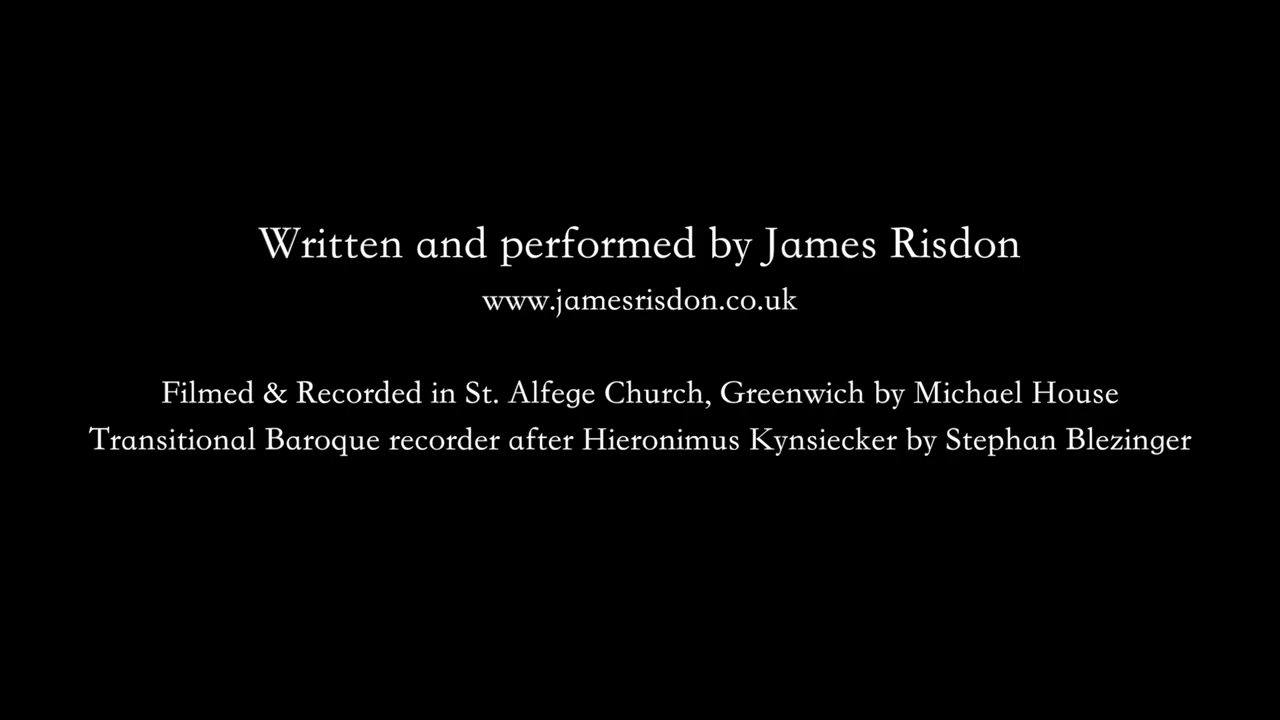 Written and performed by James Risdon
www.jamesrisdon.co.uk
Filmed & Recorded in St. Alfege Church, Greenwich by Michael House
Transitional Baroque recorder after Hieronimus Kynsiecker by Stephan Blezinger